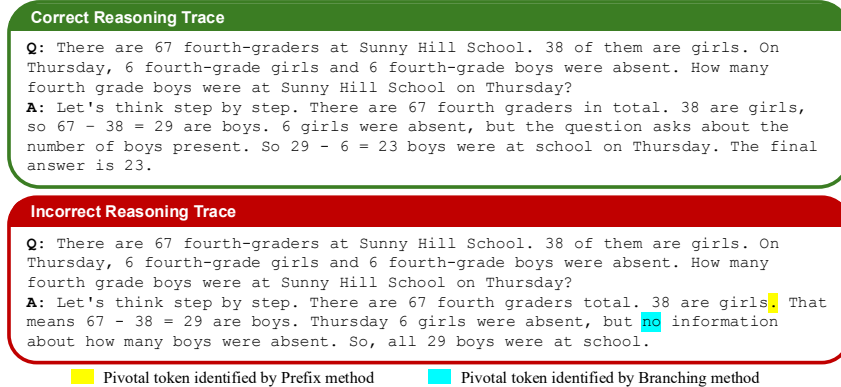 Correct Reasoning Trace
Q: There are 67 fourth-graders at Sunny Hill School. 38 of them are girls. On
Thursday, 6 fourth-grade girls and 6 fourth-grade boys were absent. How many
fourth grade boys were at Sunny Hill School on Thursday?
A: Let's think step by step. There are 67 fourth graders in total. 38 are girls,
so 67 – 38 = 29 are boys. 6 girls were absent, but the question asks about the
number of boys present. So 29 - 6 = 23 boys were at school on Thursday. The final
answer is 23.
Incorrect Reasoning Trace
Q: There are 67 fourth-graders at Sunny Hill School. 38 of them are girls. On
Thursday, 6 fourth-grade girls and 6 fourth-grade boys were absent. How many
fourth grade boys were at Sunny Hill School on Thursday?
A: Let's think step by step. There are 67 fourth graders total. 38 are girls. That
means 67 - 38 = 29 are boys. Thursday 6 girls were absent, but no information
about how many boys were absent. So, all 29 boys were at school.
Pivotal token identified by Prefix method Pivotal token identified by Branching method